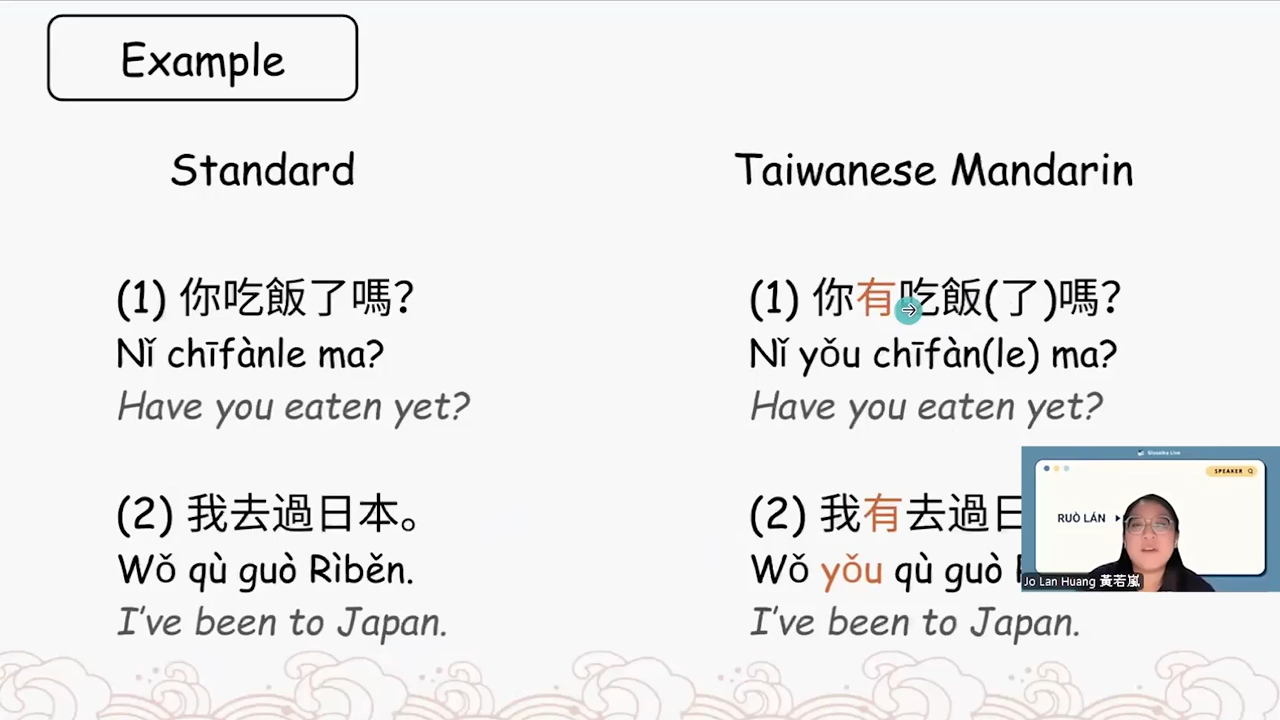 Example
Standard
(1) 你吃飯了嗎?
Nǐ chīfànle ma?
Have you eaten yet?
(2) 我去過日本。
Wǒ qù guò Rìběn.
I've been to Japan.
Taiwanese Mandarin
(1) 你有吃飯(了)嗎?
Nǐ yǒu chīfàn(le) ma?
Have you eaten yet?
(2) 我有去過日
Wǒ yǒu qù guò
I've been to Japan.
SPEAKER
RUÒ LÁN
Jo Lan Huang 黃若嵐